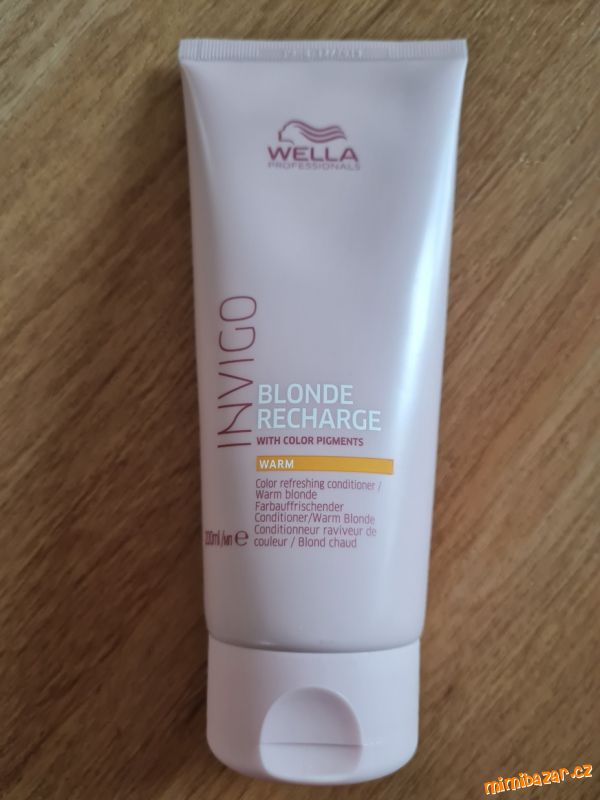 WELLA
PROFESSIONALS
INVIGO
BLONDE
RECHARGE
WITH COLOR PIGMENTS
WARM
Color refreshing conditioner /
Warm blonde
Farbauffrischender
Conditioner/Warm Blonde
Conditionneur raviveur de
couleur / Blond chaud
200ml
mimibazar.cz